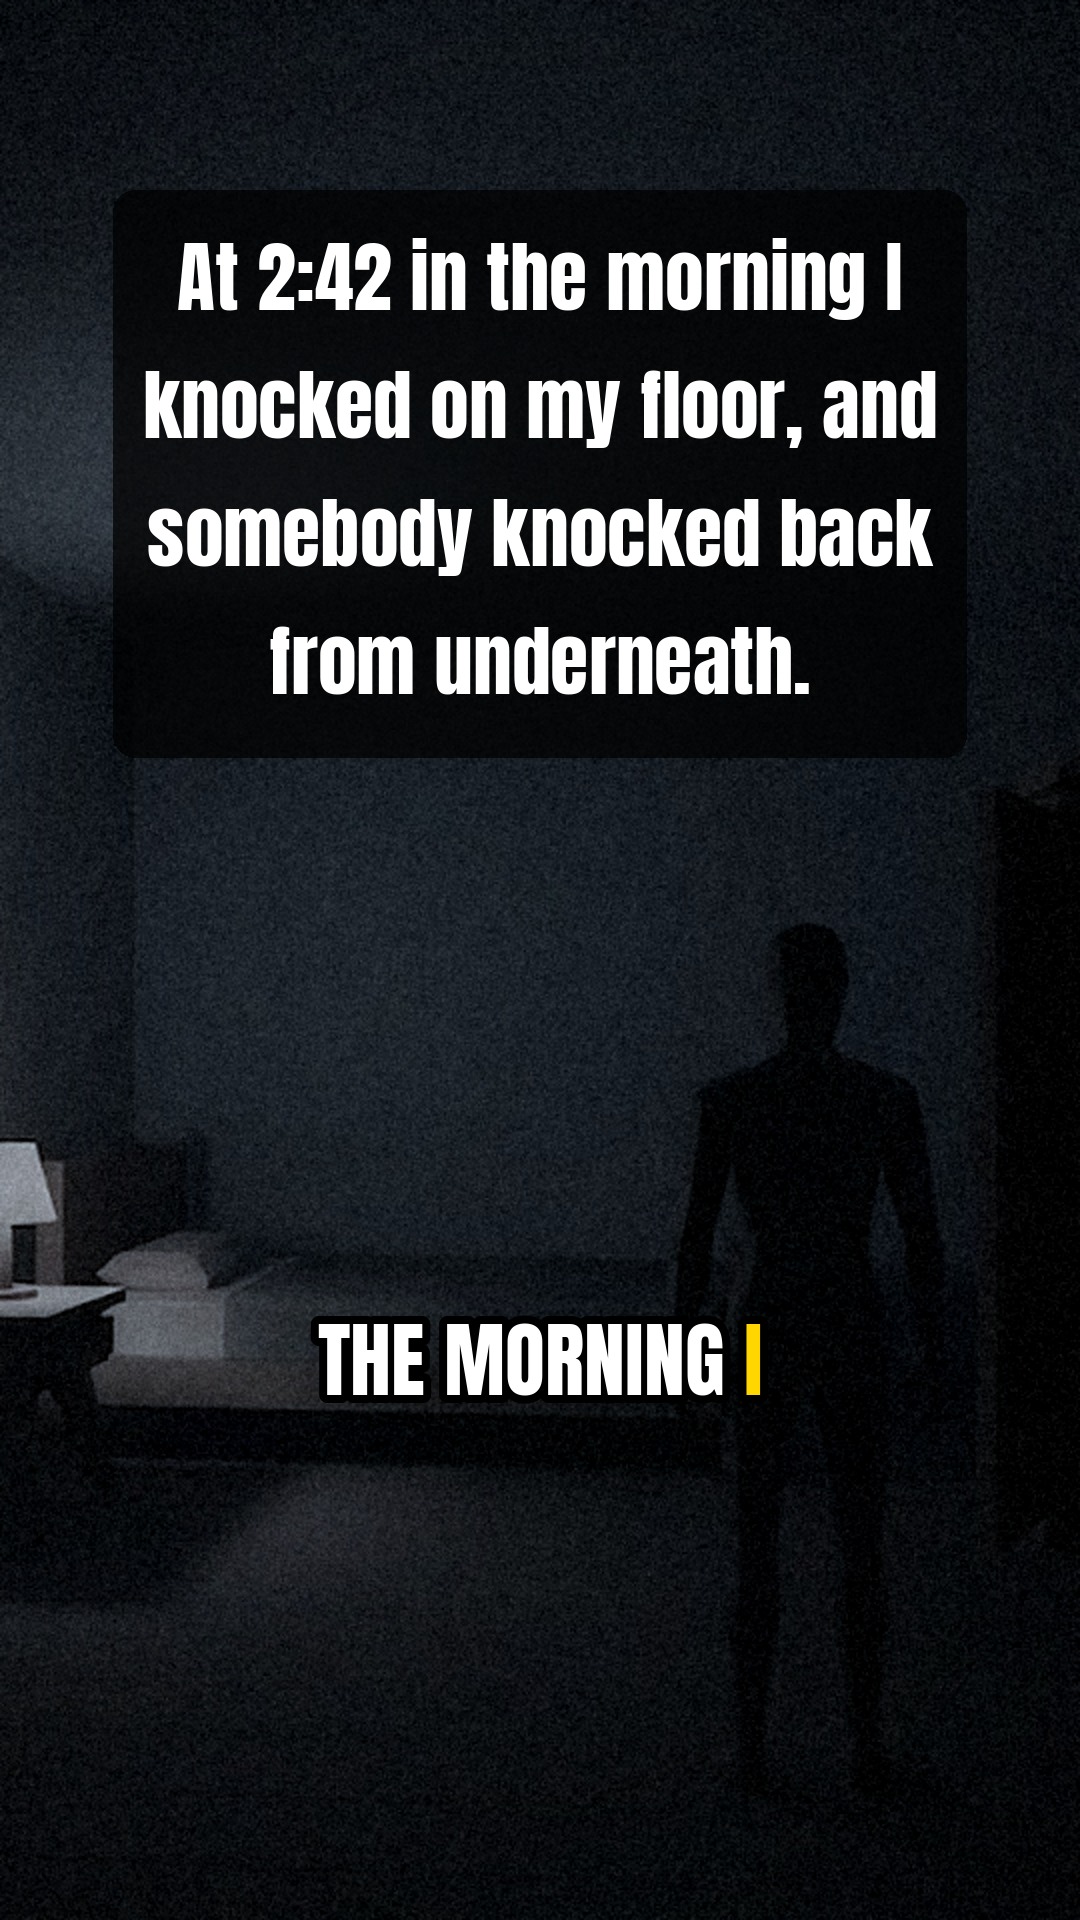 At 2:42 in the morning I
knocked on my floor, and
somebody knocked back
from underneath.
THE MORNING I